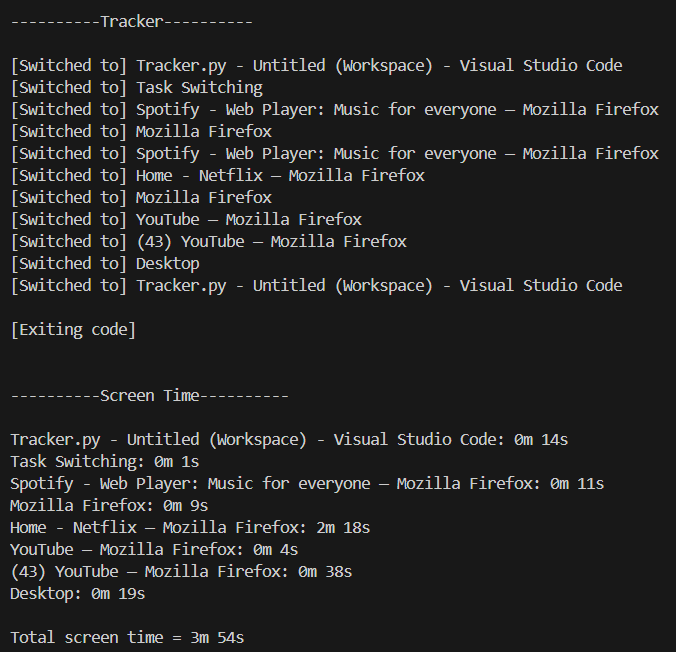 ----------Tracker----------
[Switched to] Tracker.py - Untitled (Workspace) - Visual Studio Code
[Switched to] Task Switching
[Switched to] Spotify - Web Player: Music for everyone — Mozilla Firefox
[Switched to] Mozilla Firefox
[Switched to] Spotify - Web Player: Music for everyone — Mozilla Firefox
[Switched to] Home - Netflix — Mozilla Firefox
[Switched to] Mozilla Firefox
[Switched to] YouTube — Mozilla Firefox
[Switched to] (43) YouTube — Mozilla Firefox
[Switched to] Desktop
[Switched to] Tracker.py - Untitled (Workspace) - Visual Studio Code
[Exiting code]
----------Screen Time----------
Tracker.py - Untitled (Workspace) - Visual Studio Code: 0m 14s
Task Switching: 0m 1s
Spotify - Web Player: Music for everyone — Mozilla Firefox: 0m 11s
Mozilla Firefox: 0m 9s
Home - Netflix — Mozilla Firefox: 2m 18s
YouTube — Mozilla Firefox: 0m 4s
(43) YouTube — Mozilla Firefox: 0m 38s
Desktop: 0m 19s
Total screen time = 3m 54s